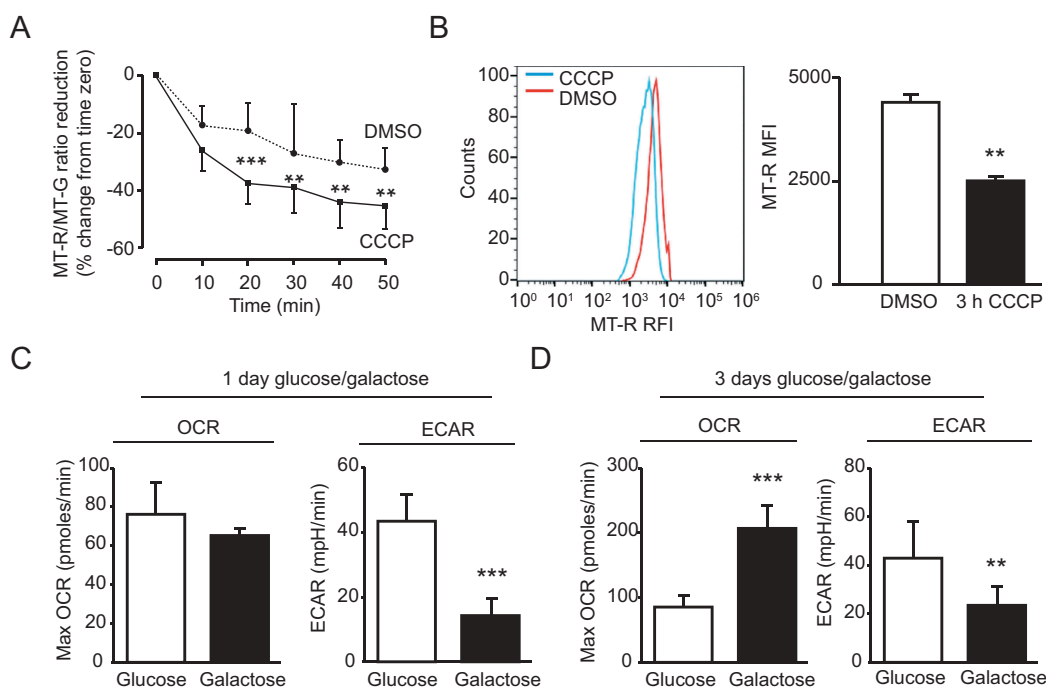 A
MT-R/MT-G ratio reduction
(% change from time zero)
0
-20
-40
-60
DMSO
***
**
**
**
CCCP
0 10 20 30 40 50
Time (min)
B
CCCP
DMSO
Counts
100
80
60
40
20
0
10⁰ 10¹ 10² 10³ 10⁴ 10⁵ 10⁶
MT-R RFI
MT-R MFI
5000
2500
0
**
DMSO 3 h CCCP
C
1 day glucose/galactose
OCR
Max OCR (pmoles/min)
100
80
60
40
20
0
Glucose Galactose
ECAR
ECAR (mpH/min)
60
40
20
0
***
Glucose Galactose
D
3 days glucose/galactose
OCR
Max OCR (pmoles/min)
300
200
100
0
***
Glucose Galactose
ECAR
ECAR (mpH/min)
80
60
40
20
0
**
Glucose Galactose